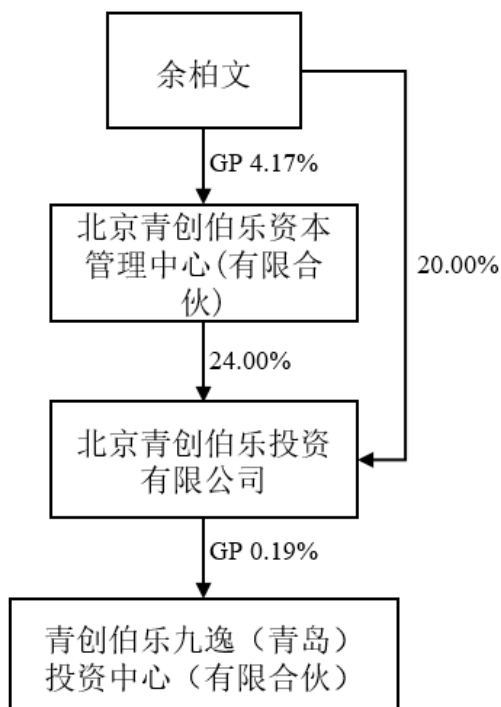 余柏文
GP 4.17%
北京青创伯乐资本
管理中心(有限合
伙)
20.00%
24.00%
北京青创伯乐投资
有限公司
GP 0.19%
青创伯乐九逸（青岛）
投资中心（有限合伙）